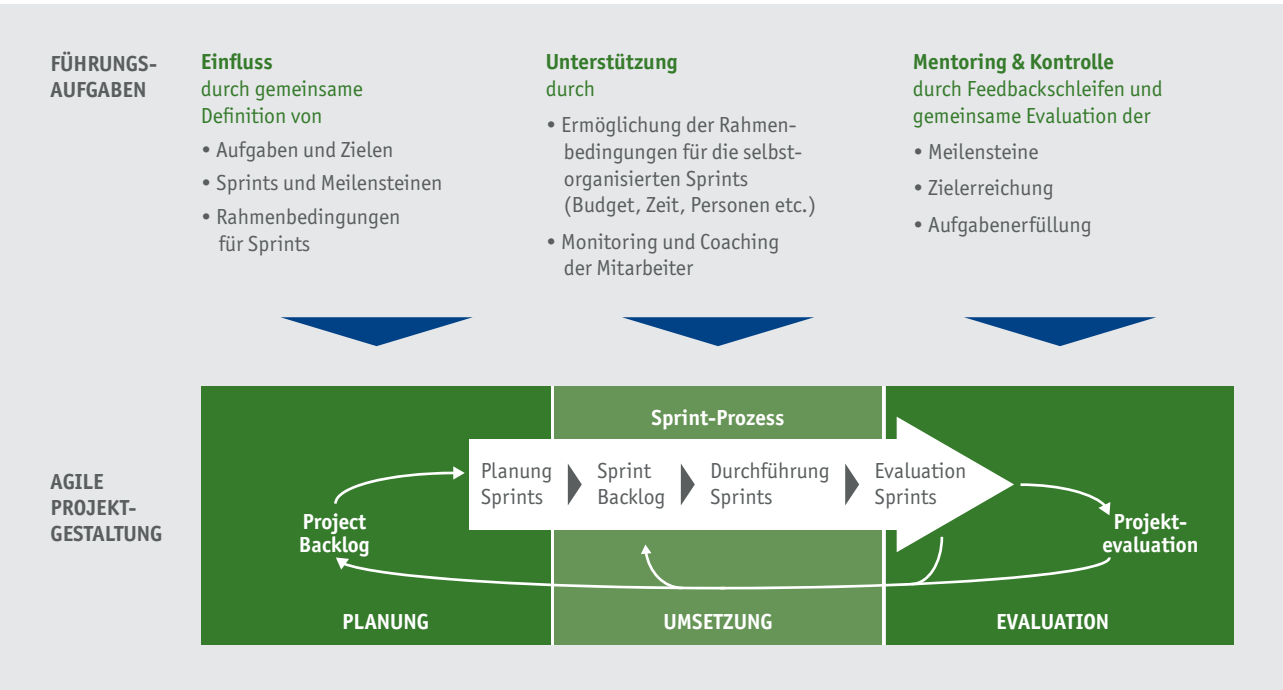 FÜHRUNGS-
AUFGABEN
Einfluss
durch gemeinsame
Definition von
• Aufgaben und Zielen
• Sprints und Meilensteinen
• Rahmenbedingungen
für Sprints
Unterstützung
durch
• Ermöglichung der Rahmen-
bedingungen für die selbst-
organisierten Sprints
(Budget, Zeit, Personen etc.)
• Monitoring und Coaching
der Mitarbeiter
Mentoring & Kontrolle
durch Feedbackschleifen und
gemeinsame Evaluation der
• Meilensteine
• Zielerreichung
• Aufgabenerfüllung
AGILE
PROJEKT-
GESTALTUNG
Sprint-Prozess
Project
Backlog
Planung
Sprints
Sprint
Backlog
Durchführung
Sprints
Evaluation
Sprints
Projekt-
evaluation
PLANUNG
UMSETZUNG
EVALUATION